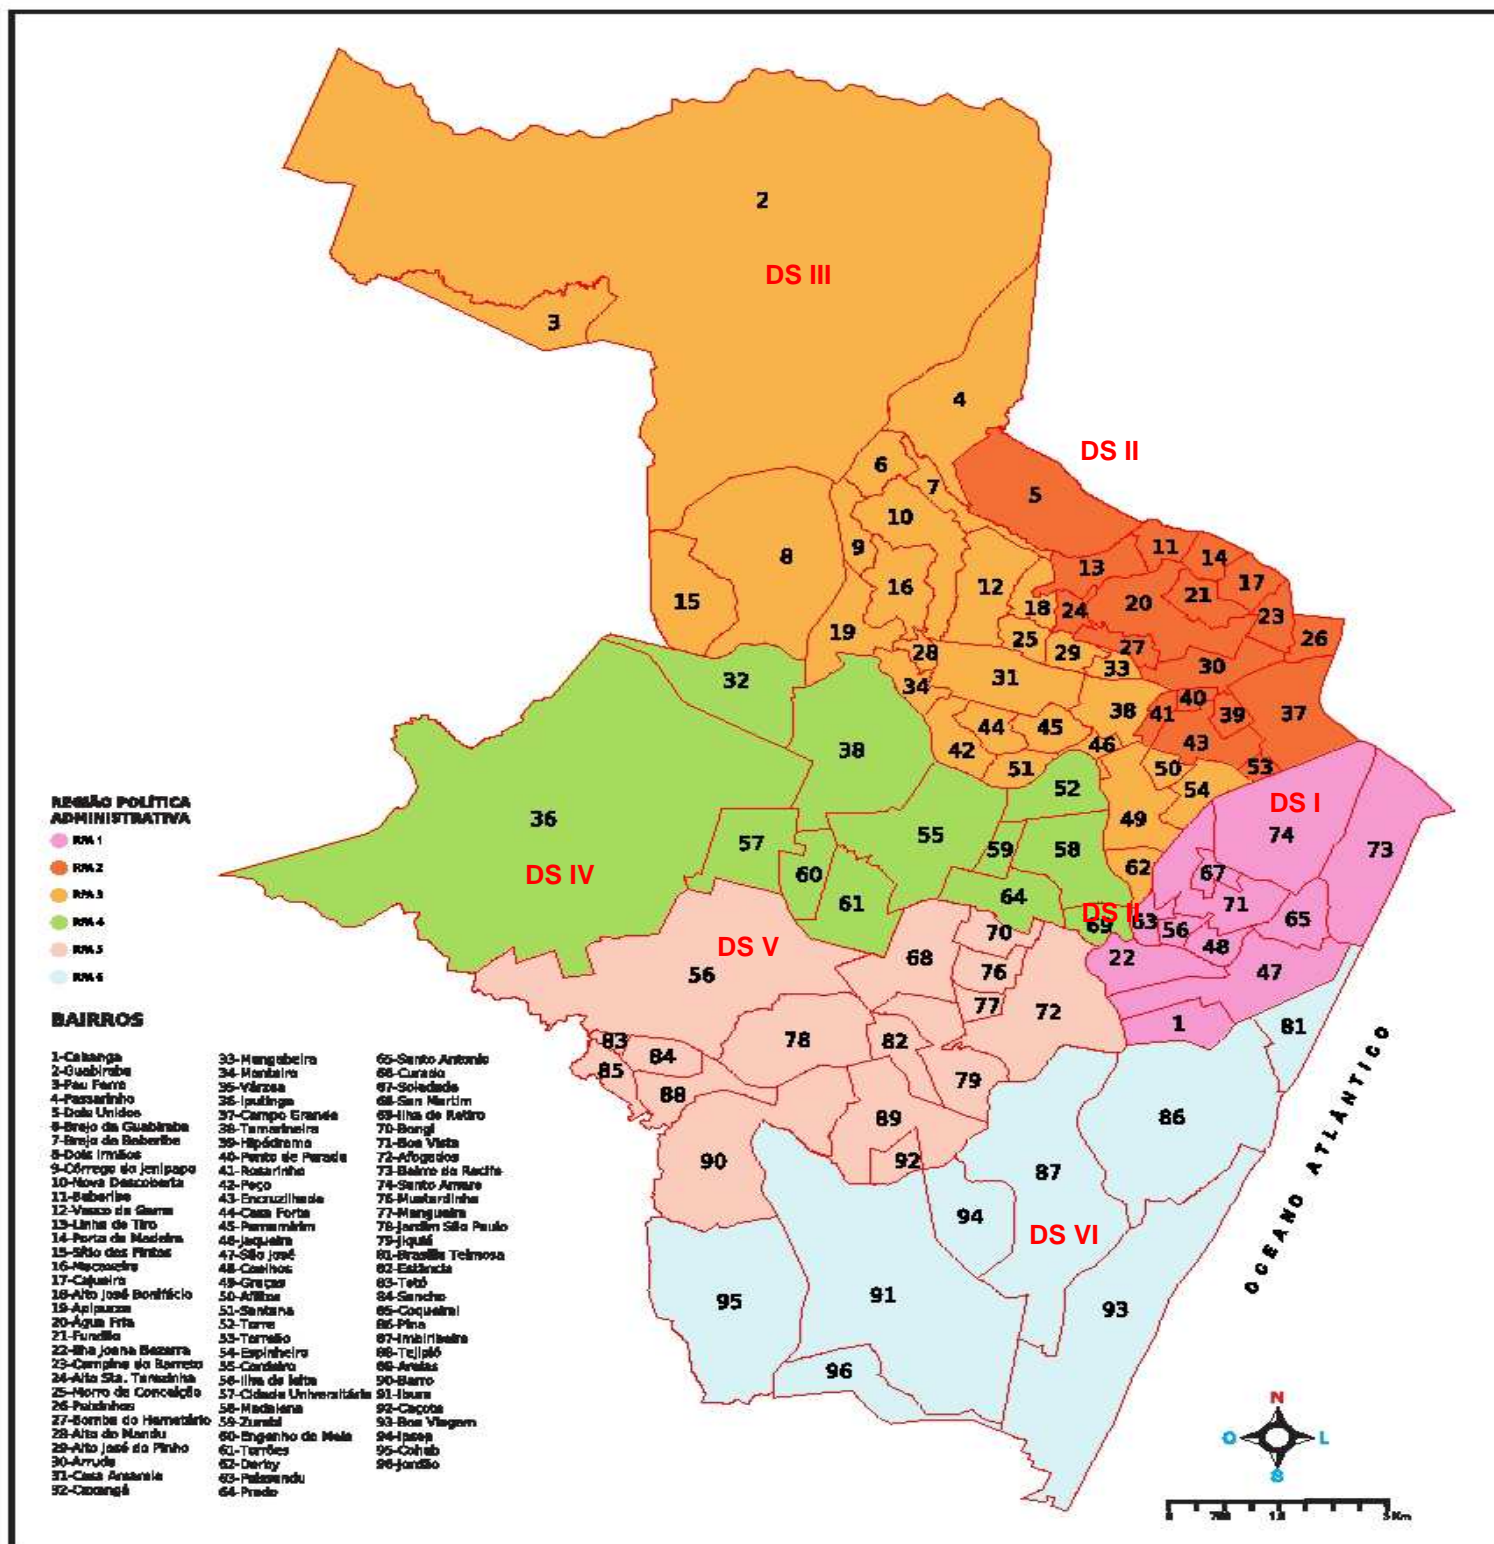 2
DS III
3
4
DS II
6
7
5
10
9
11
14
8
13
17
16
12
21
15
18
24
20
23
19
25
27
26
28
29
33
30
32
34
31
40
38
41
39
37
44
45
42
46
43
38
51
50
53
52
54
DS I
36
49
74
57
55
59
58
73
DS IV
60
62
67
61
64
71
65
DS II
69
63
56
48
DS V
68
70
22
56
76
47
77
72
1
81
83
84
78
82
85
79
88
89
86
90
92
87
94
DS VI
95
91
93
96
OCEANO ATLÂNTICO
REGIÃO POLÍTICA
ADMINISTRATIVA
RPA 1
RPA 2
RPA 3
RPA 4
RPA 5
RPA 6
BAIRROS
1-Cabanga
2-Guabiraba
3-Pau Ferro
4-Passarinho
5-Dois Unidos
6-Brejo da Guabiraba
7-Brejo de Beberibe
8-Dois Irmãos
9-Córrego do Jenipapo
10-Nova Descoberta
11-Beberibe
12-Vasco da Gama
13-Linha do Tiro
14-Porto da Madeira
15-Sítio dos Pintos
16-Macaxeira
17-Cajueiro
18-Alto José Bonifácio
19-Apipucos
20-Água Fria
21-Fundão
22-Ilha Joana Bezerra
23-Campina do Barreto
24-Alto Sta. Terezinha
25-Morro da Conceição
26-Peixinhos
27-Bomba do Hemetério
28-Alto do Mandu
29-Alto José do Pinho
30-Arruda
31-Casa Amarela
32-Caxangá
33-Mangabeira
34-Monteiro
35-Várzea
36-Iputinga
37-Campo Grande
38-Tamarineira
39-Hipódromo
40-Ponto de Parada
41-Rosarinho
42-Poço
43-Encruzilhada
44-Casa Forte
45-Parnamirim
46-Jaqueira
47-São José
48-Coelhos
49-Graças
50-Aflitos
51-Santana
52-Torre
53-Torreão
54-Espinheiro
55-Cordeiro
56-Ilha do leite
57-Cidade Universitária
58-Madalena
59-Zumbi
60-Engenho do Meio
61-Torrões
62-Derby
63-Paissandu
64-Prado
65-Santo Antonio
66-Curado
67-Soledade
68-San Martim
69-Ilha do Retiro
70-Bongi
71-Boa Vista
72-Afogados
73-Bairro do Recife
74-Santo Amaro
76-Mustardinha
77-Mangueira
78-Jardim São Paulo
79-Jiquiá
81-Brasília Teimosa
82-Estância
83-Totó
84-Sancho
85-Coqueiral
86-Pina
87-Imbiribeira
88-Tejipió
89-Areias
90-Barro
91-Ibura
92-Caçote
93-Boa Viagem
94-Ipsep
95-Cohab
96-Jordão
N
O
L
S